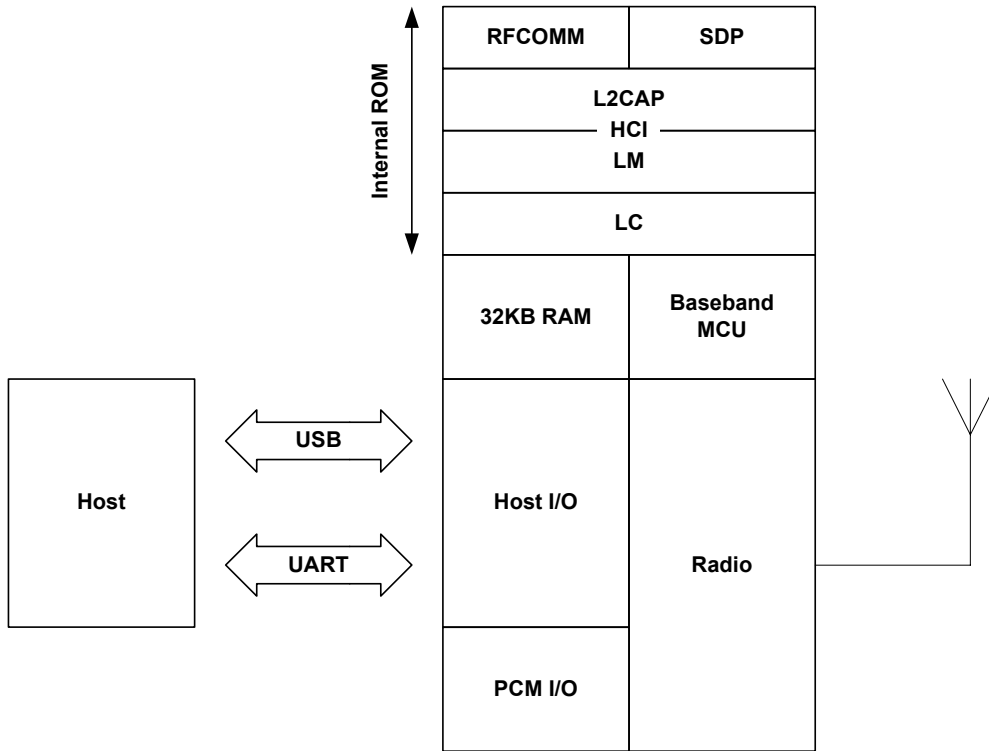 Internal ROM
RFCOMM
SDP
L2CAP
HCI
LM
LC
32KB RAM
Baseband
MCU
Host
USB
UART
Host I/O
Radio
PCM I/O